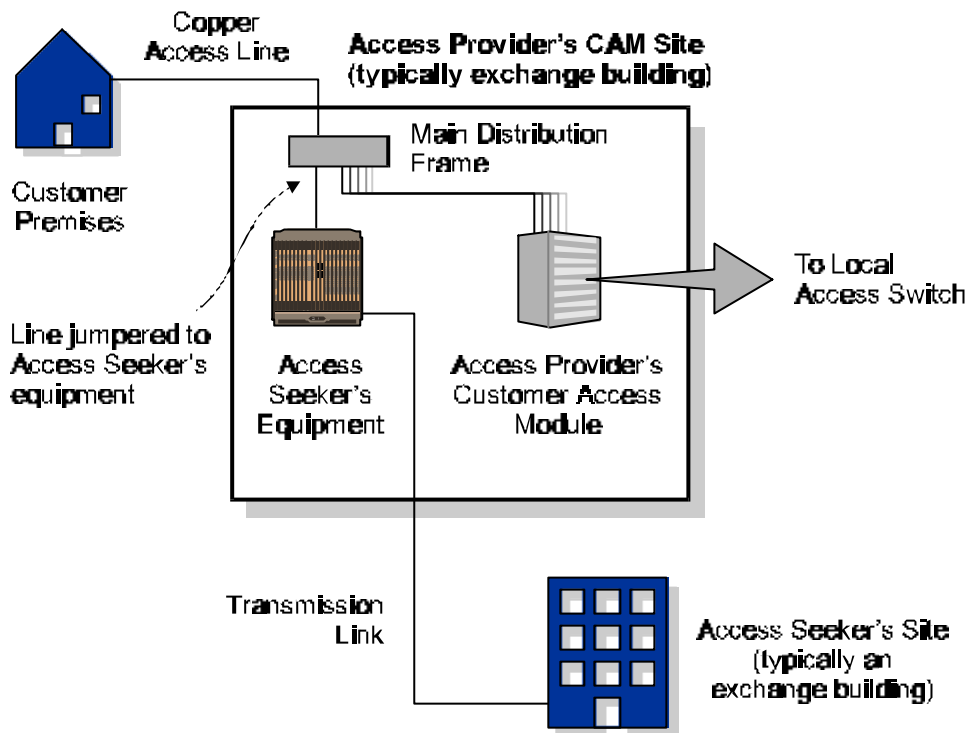 Copper
Access Line
Access Provider's CAM Site
(typically exchange building)
Main Distribution
Frame
Customer
Premises
To Local
Access Switch
Line jumpered to
Access Seeker's
equipment
Access
Seeker's
Equipment
Access Provider's
Customer Access
Module
Transmission
Link
Access Seeker's Site
(typically an
exchange building)